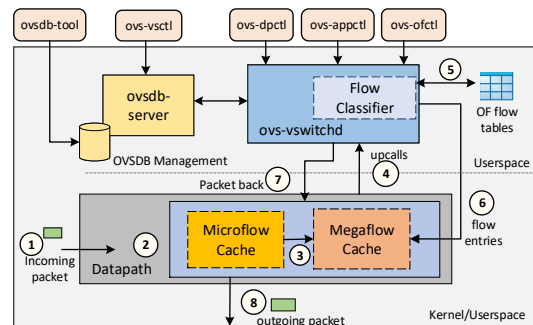 ovsdb-tool
ovs-vsctl
ovs-dpctl
ovs-appctl
ovs-ofctl
ovsdb-
server
Flow
Classifier
ovs-vswitchd
5
OF flow
tables
OVSDB Management
upcalls
Userspace
7
4
Packet back
6
flow
entries
1
Incoming
packet
2
Datapath
Microflow
Cache
3
Megaflow
Cache
8
outgoing packet
Kernel/Userspace